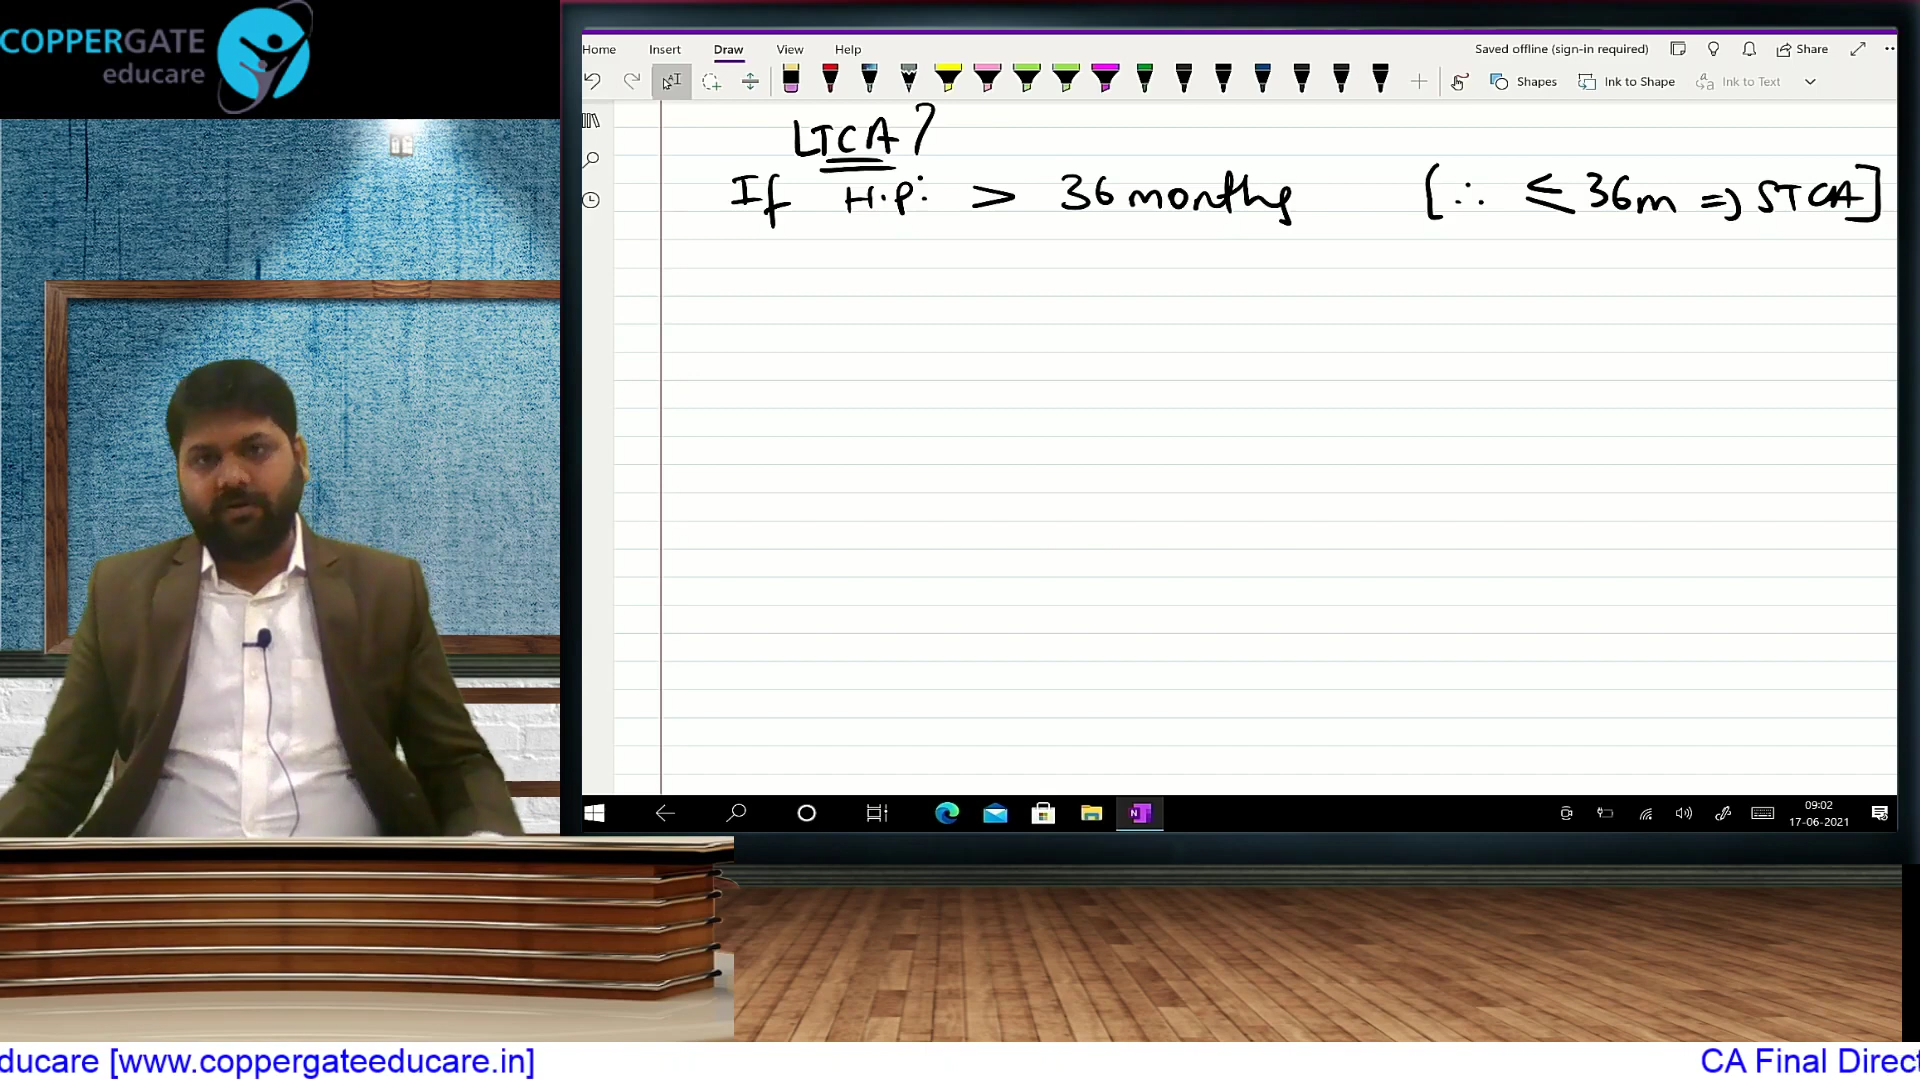 COPPERGATE
educare
Home Insert Draw View Help
Saved offline (sign-in required) Share
Shapes Ink to Shape Ink to Text
LTCA?
If H.P. > 36 months [∴ ≤ 36m => STCA]
09:02
17-06-2021
ducare [www.coppergateeducare.in]
CA Final Direct